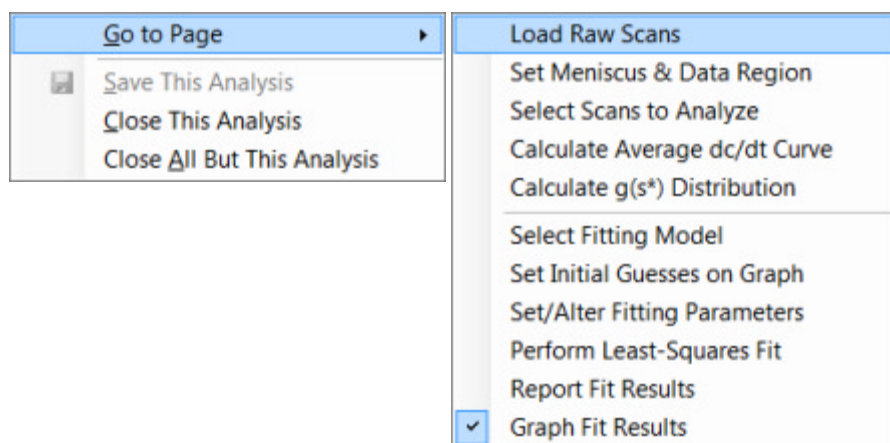 Go to Page
Save This Analysis
Close This Analysis
Close All But This Analysis
Load Raw Scans
Set Meniscus & Data Region
Select Scans to Analyze
Calculate Average dc/dt Curve
Calculate g(s*) Distribution
Select Fitting Model
Set Initial Guesses on Graph
Set/Alter Fitting Parameters
Perform Least-Squares Fit
Report Fit Results
Graph Fit Results